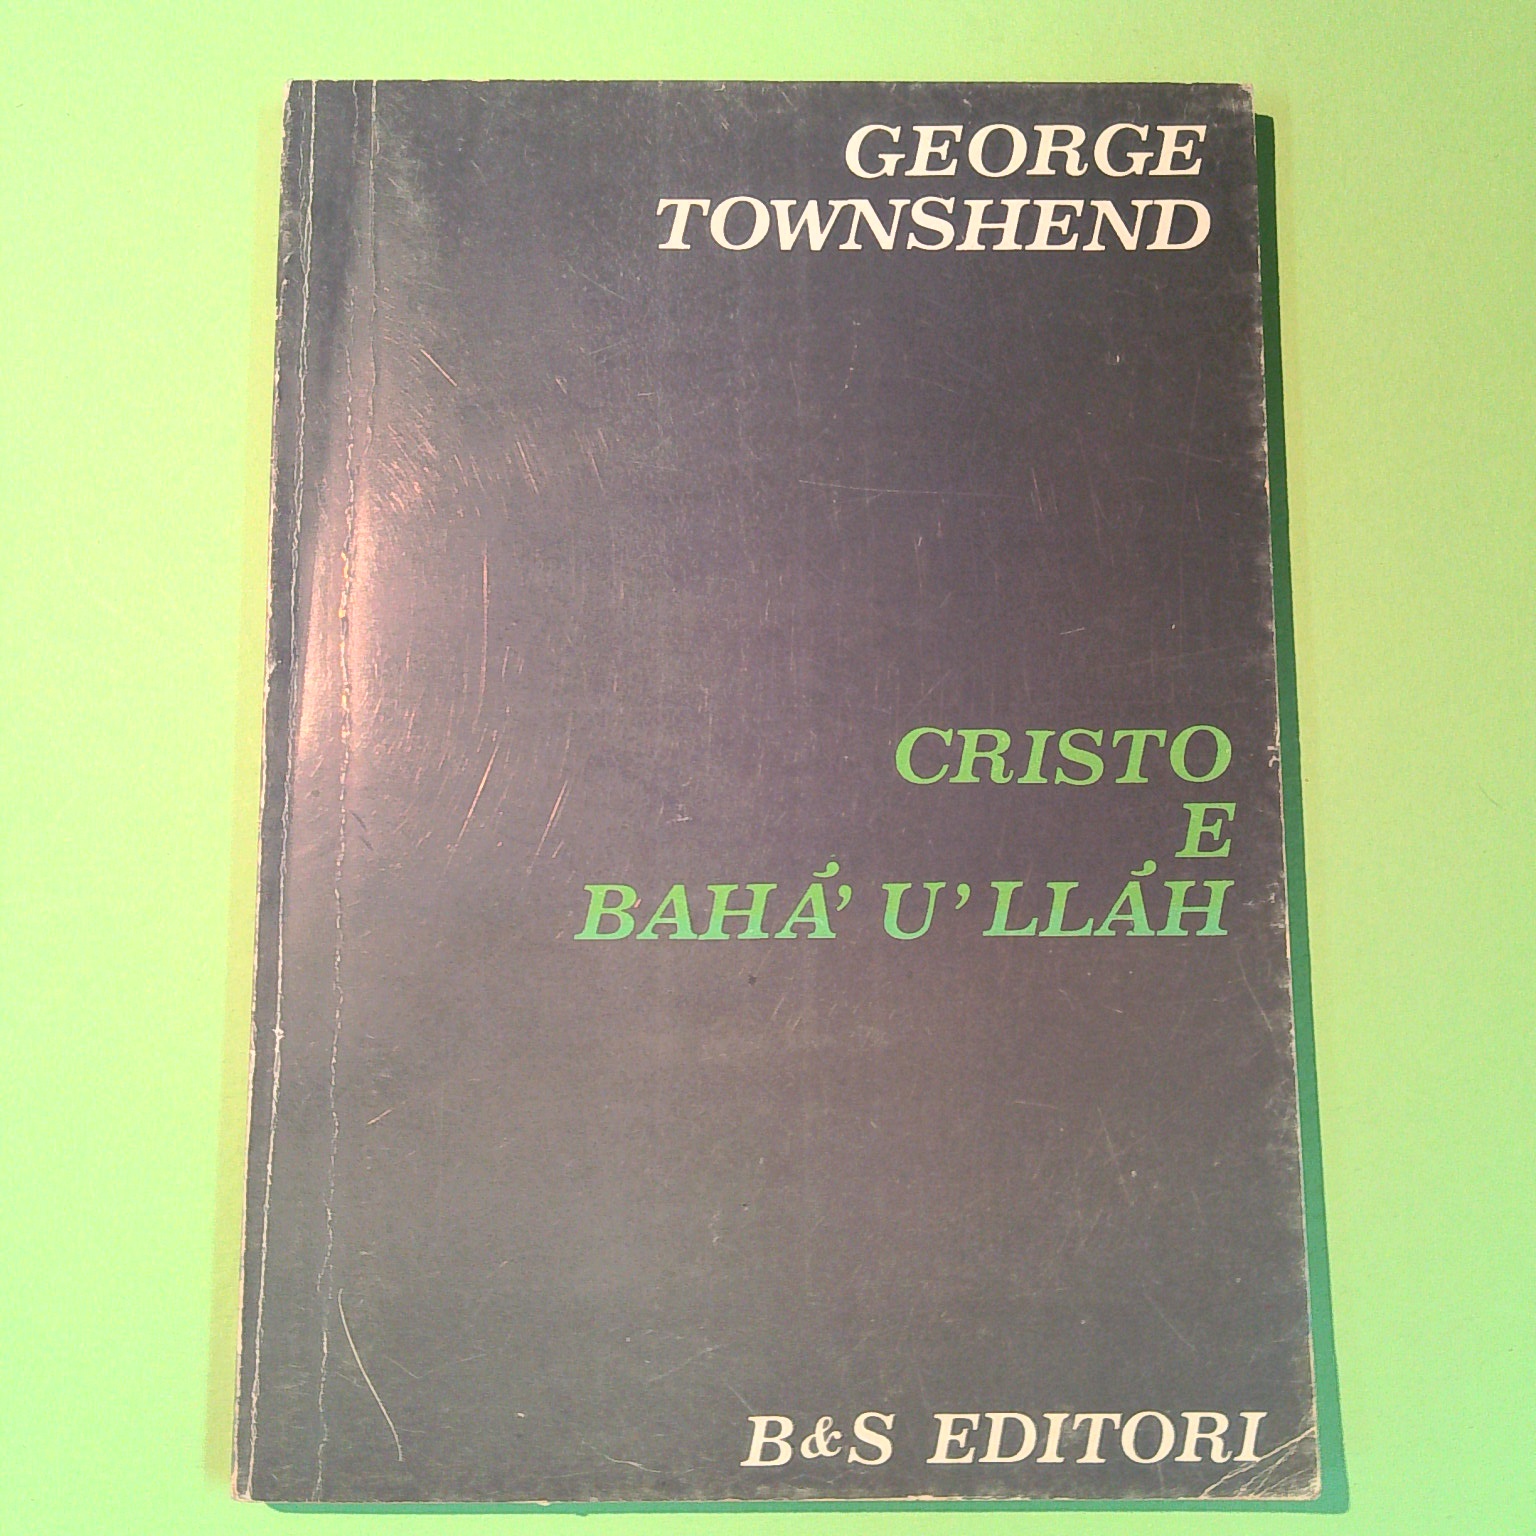 GEORGE
TOWNSHEND
CRISTO
E
BAHÁ' U'LLÁH
B&S EDITORI